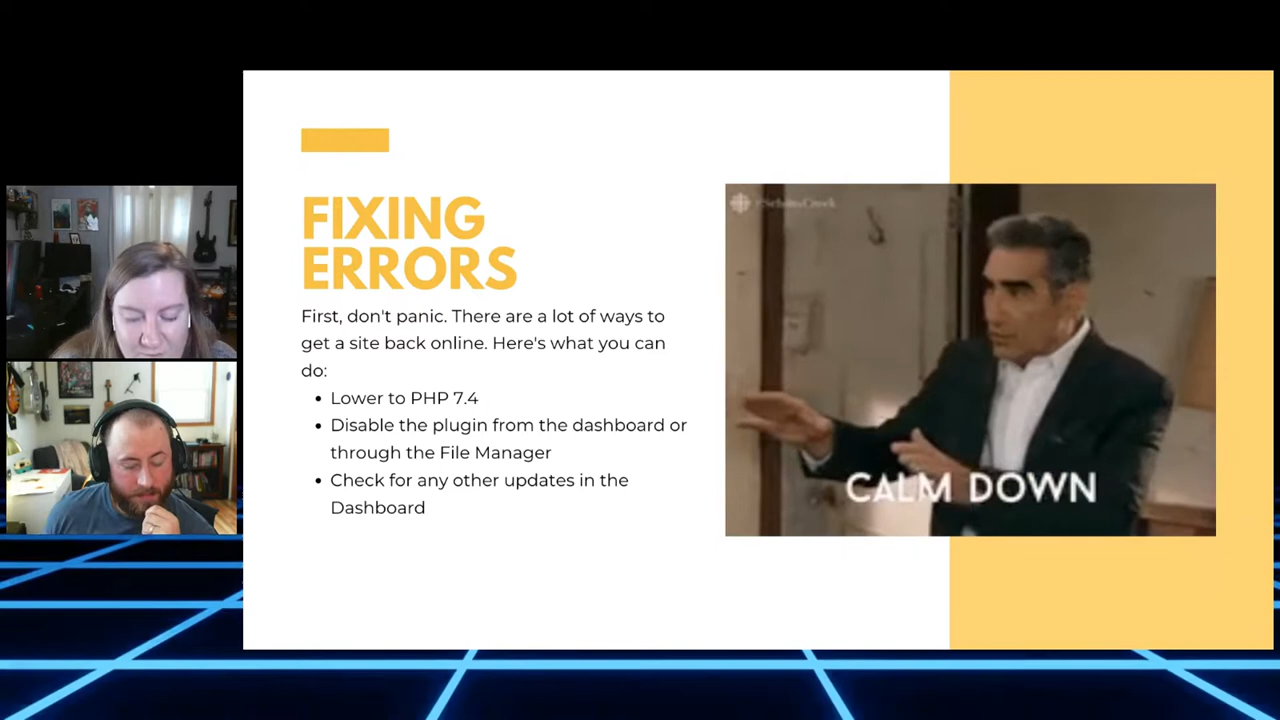 FIXING
ERRORS
First, don't panic. There are a lot of ways to
get a site back online. Here's what you can
do:
• Lower to PHP 7.4
• Disable the plugin from the dashboard or
through the File Manager
• Check for any other updates in the
Dashboard
#SchittsCreek
CALM DOWN